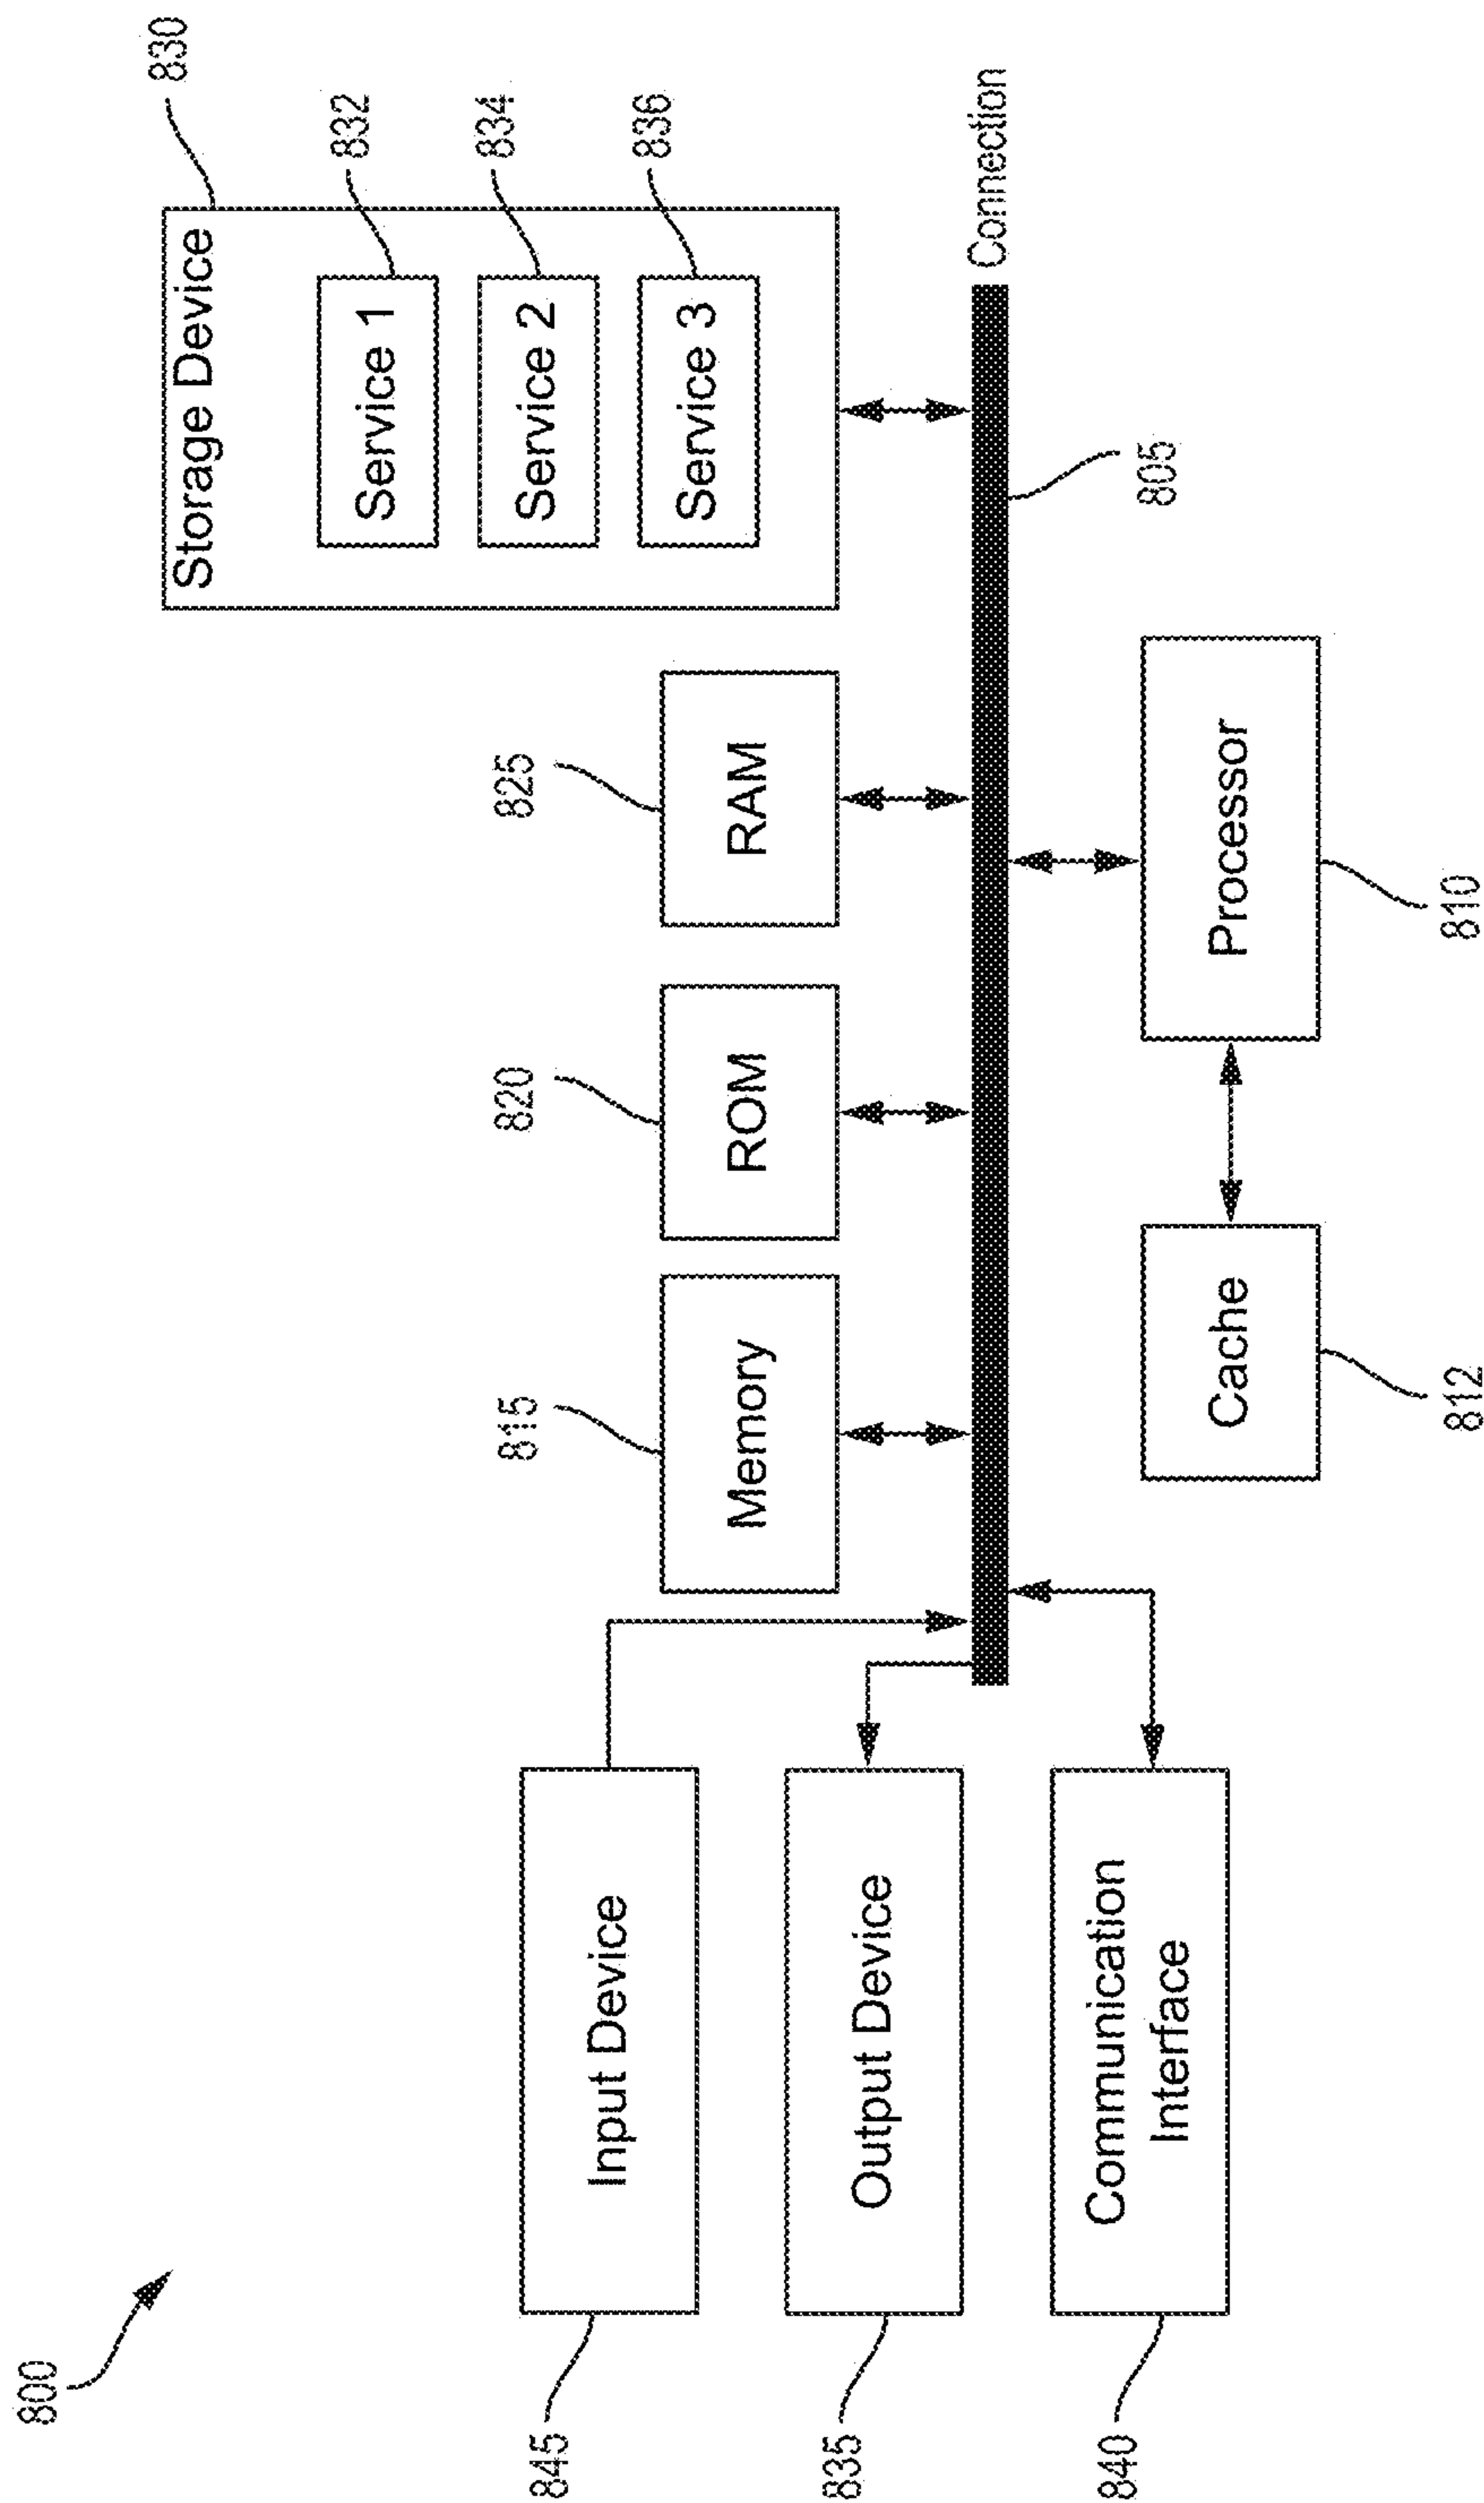 800
830
Storage Device
832
Service 1
834
Service 2
836
Service 3
825
RAM
820
ROM
815
Memory
845
Input Device
835
Output Device
840
Communication
Interface
Connection
805
Processor
810
Cache
812